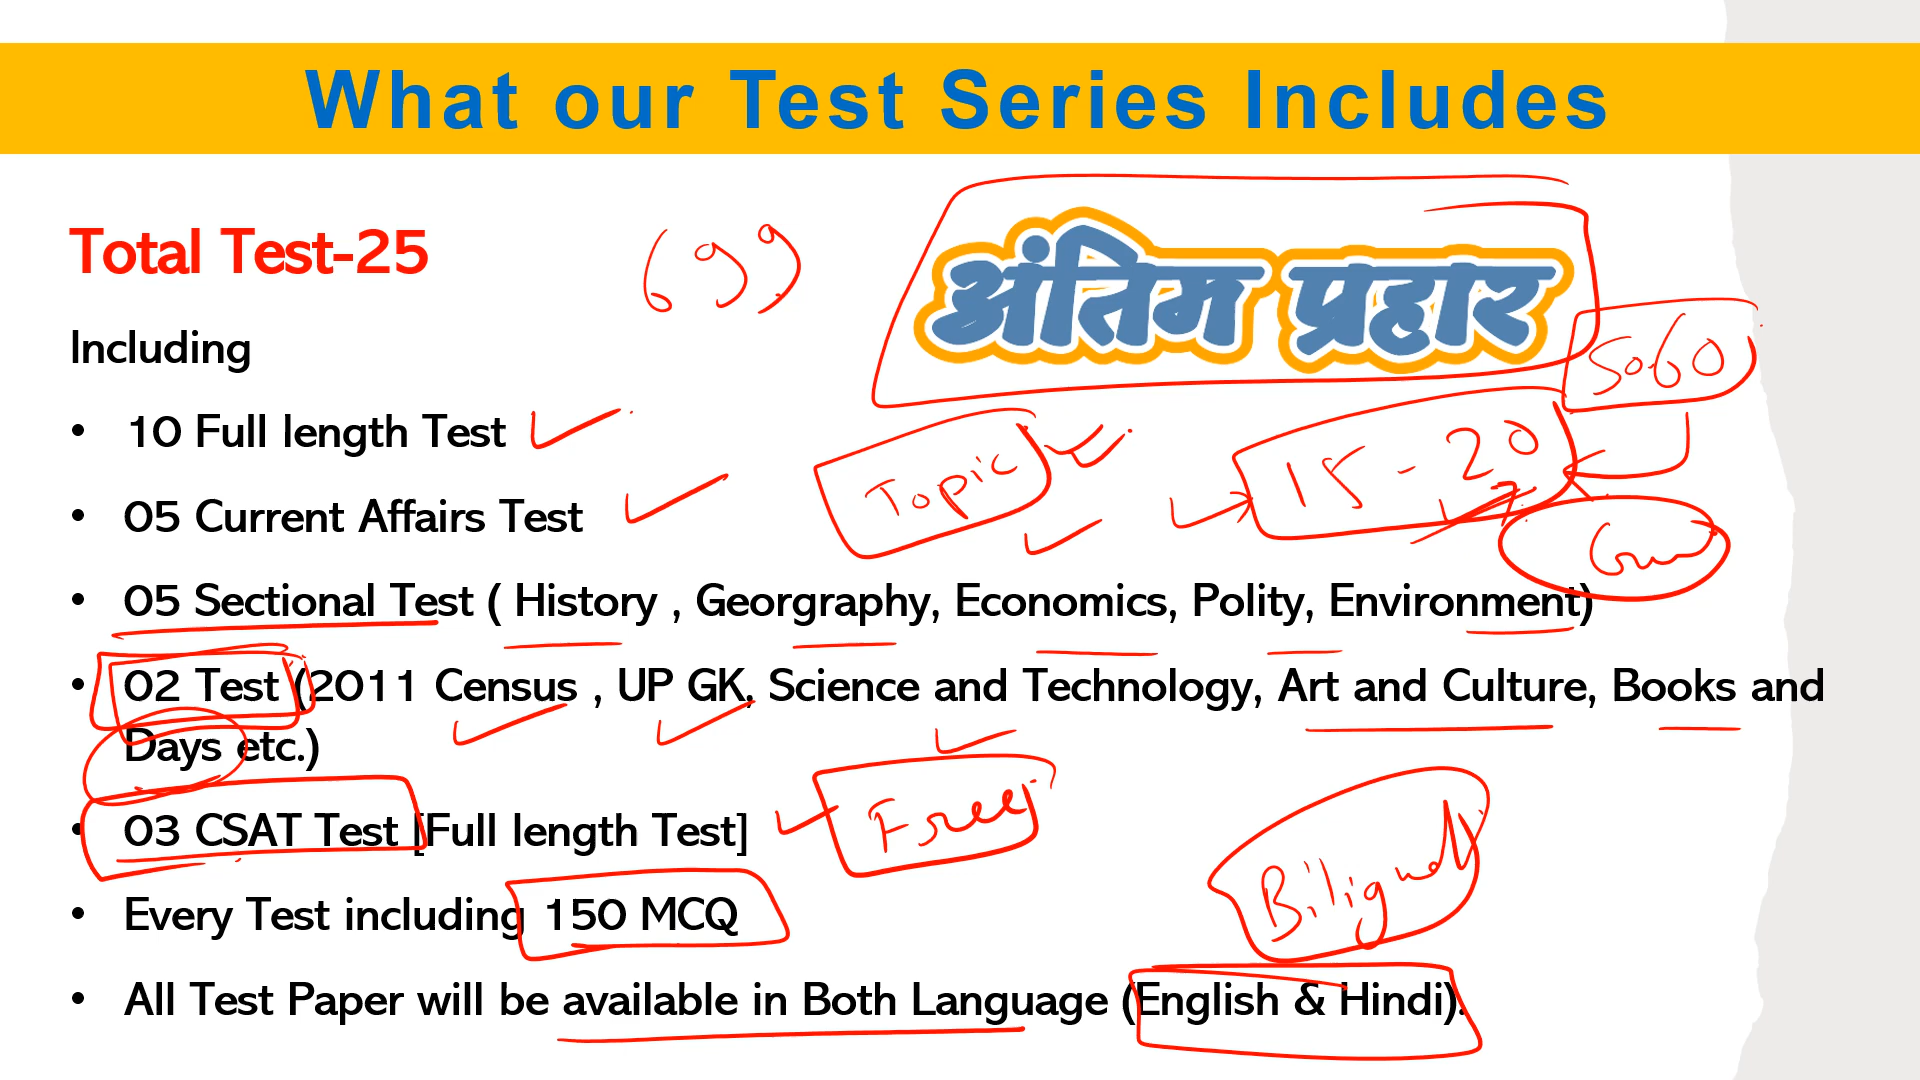 What our Test Series Includes
Total Test-25
(99)
अंतिम प्रहार
50-60
Including
• 10 Full length Test
Topic
15-20
• 05 Current Affairs Test
• 05 Sectional Test ( History , Georgraphy, Economics, Polity, Environment)
• 02 Test (2011 Census , UP GK, Science and Technology, Art and Culture, Books and
Days etc.)
• 03 CSAT Test [Full length Test]
Free
• Every Test including 150 MCQ
• All Test Paper will be available in Both Language (English & Hindi).